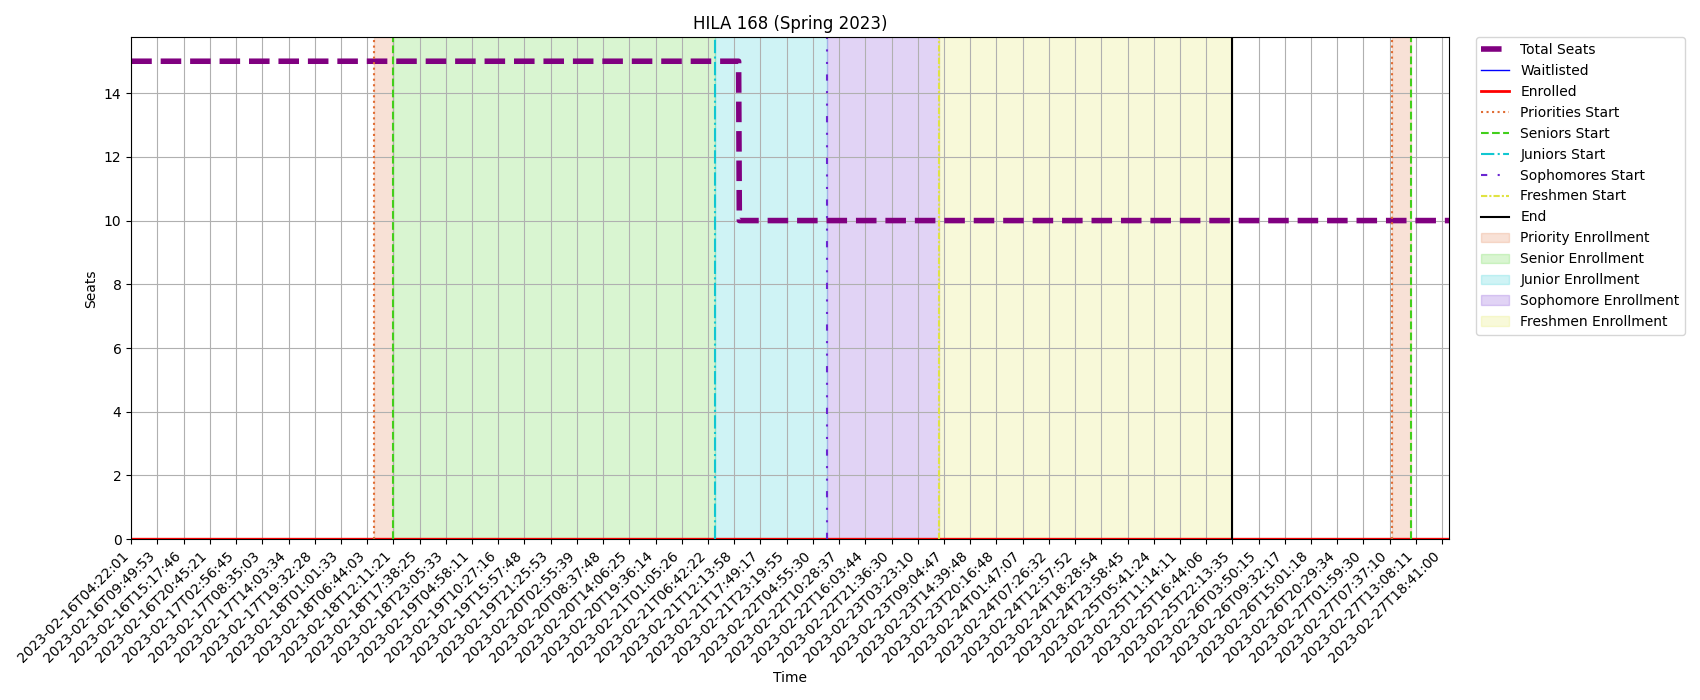 HILA 168 (Spring 2023)
Total Seats
Waitlisted
Enrolled
Priorities Start
Seniors Start
Juniors Start
Sophomores Start
Freshmen Start
End
Priority Enrollment
Senior Enrollment
Junior Enrollment
Sophomore Enrollment
Freshmen Enrollment
Seats
14
12
10
8
6
4
2
0
2023-02-16T04:22:01
2023-02-16T09:49:53
2023-02-16T15:17:46
2023-02-16T20:45:21
2023-02-17T02:56:45
2023-02-17T08:35:03
2023-02-17T14:03:34
2023-02-17T19:32:28
2023-02-18T01:01:33
2023-02-18T06:44:03
2023-02-18T12:11:21
2023-02-18T17:38:25
2023-02-18T23:05:33
2023-02-19T04:58:11
2023-02-19T10:27:16
2023-02-19T15:57:48
2023-02-19T21:25:53
2023-02-20T02:55:39
2023-02-20T08:37:48
2023-02-20T14:06:25
2023-02-20T19:36:14
2023-02-21T01:05:26
2023-02-21T06:42:22
2023-02-21T12:13:58
2023-02-21T17:49:17
2023-02-21T23:19:55
2023-02-22T04:55:30
2023-02-22T10:28:37
2023-02-22T16:03:44
2023-02-22T21:36:30
2023-02-23T03:23:10
2023-02-23T09:04:47
2023-02-23T14:39:48
2023-02-23T20:16:48
2023-02-24T01:47:07
2023-02-24T07:26:32
2023-02-24T12:57:52
2023-02-24T18:28:54
2023-02-24T23:58:45
2023-02-25T05:41:24
2023-02-25T11:14:11
2023-02-25T16:44:06
2023-02-25T22:13:35
2023-02-26T03:50:15
2023-02-26T09:32:17
2023-02-26T15:01:18
2023-02-26T20:29:34
2023-02-27T01:59:30
2023-02-27T07:37:10
2023-02-27T13:08:11
2023-02-27T18:41:00
Time